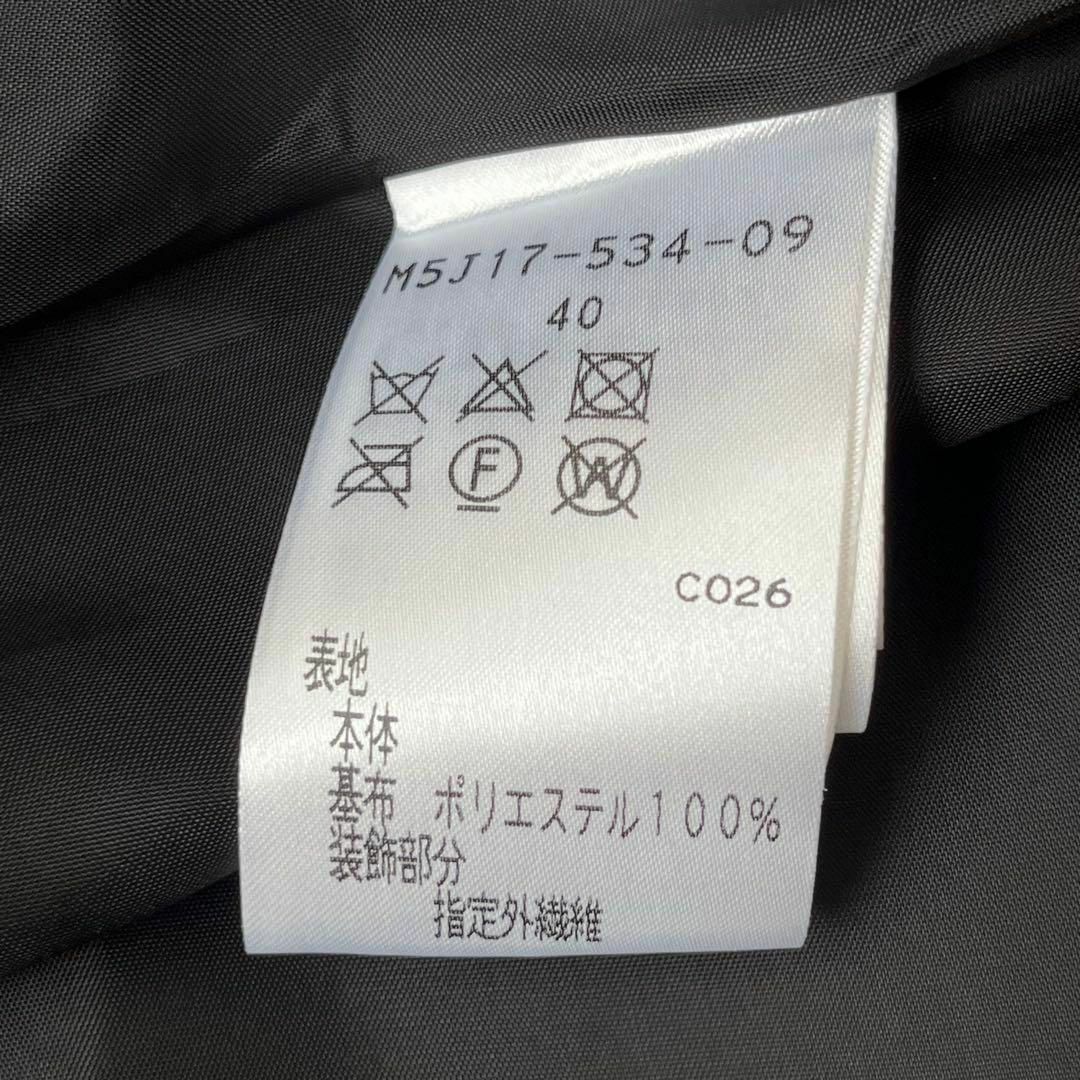 M5J17-534-09
40
F W
C026
表地
本体
基布 ポリエステル100%
装飾部分
指定外繊維